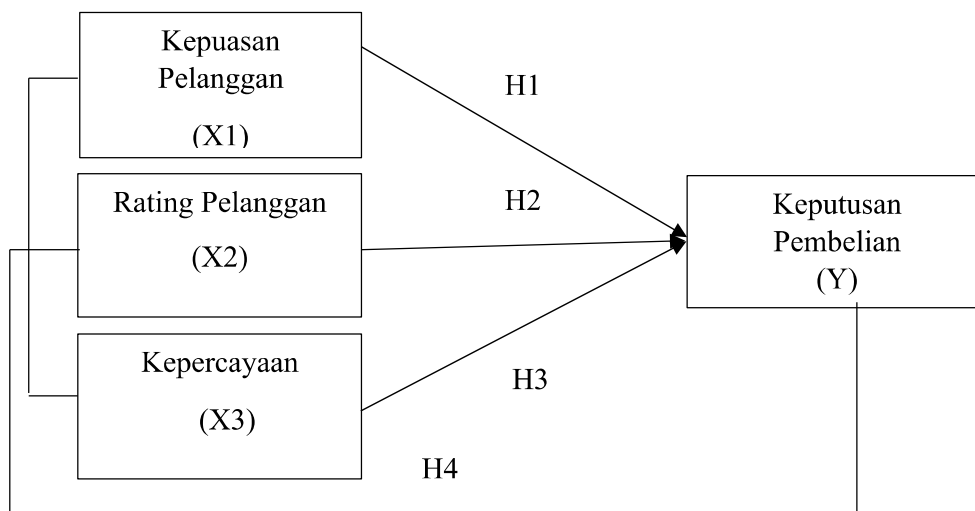 Kepuasan
Pelanggan
(X1)
H1
Rating Pelanggan
(X2)
H2
Keputusan
Pembelian
(Y)
Kepercayaan
(X3)
H3
H4